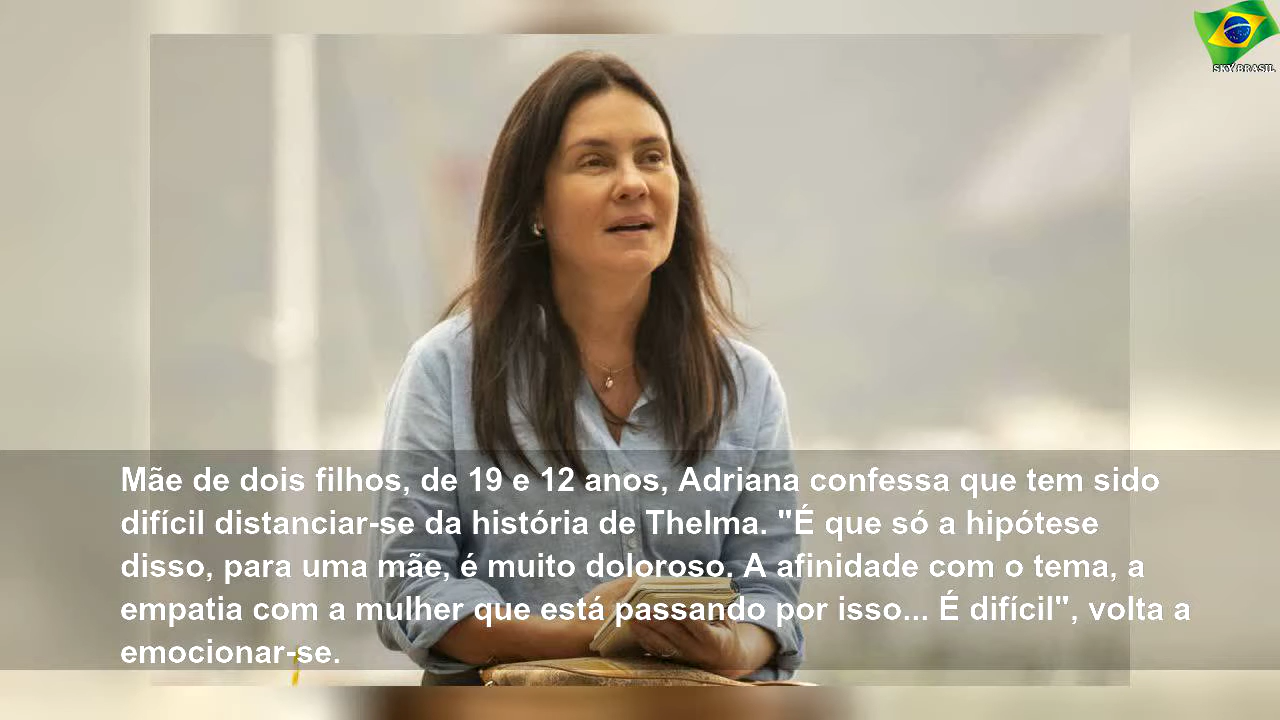 SKY BRASIL
Mãe de dois filhos, de 19 e 12 anos, Adriana confessa que tem sido
difícil distanciar-se da história de Thelma. "É que só a hipótese
disso, para uma mãe, é muito doloroso. A afinidade com o tema, a
empatia com a mulher que está passando por isso... É difícil", volta a
emocionar-se.